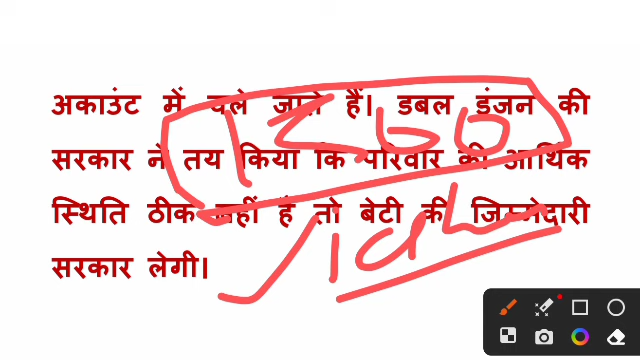 अकाउंट में चले जाते हैं। डबल इंजन की
सरकार ने तय किया कि परिवार की आर्थिक
स्थिति ठीक नहीं है तो बेटी की जिम्मेदारी
सरकार लेगी।